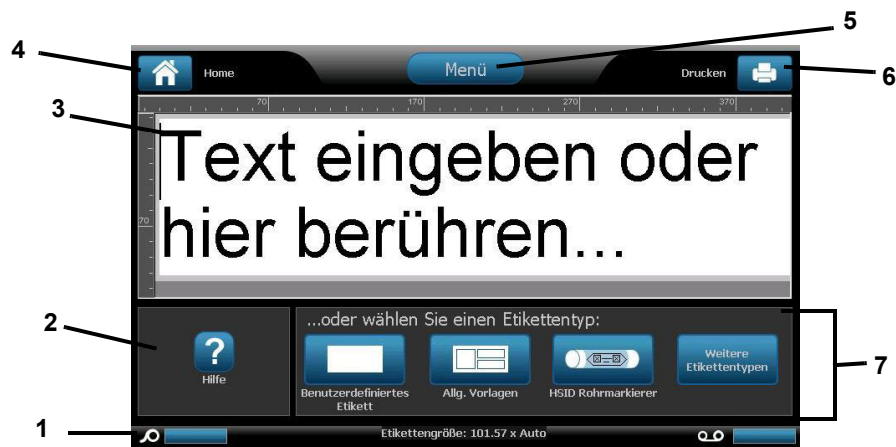 5
4
6
Home
Menü
Drucken
70 170 270 370
3
Text eingeben oder
70
hier berühren...
2
...oder wählen Sie einen Etikettentyp:
?
Hilfe
Weitere
Etikettentypen
7
Benutzerdefiniertes
Etikett
Allg. Vorlagen
HSID Rohrmarkierer
1
Etikettengröße: 101.57 x Auto